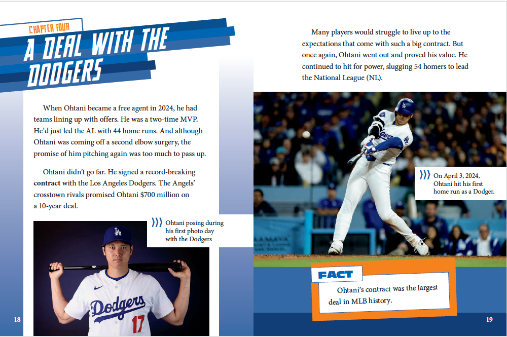 CHAPTER FOUR
A DEAL WITH THE
DODGERS
When Ohtani became a free agent in 2024, he had
teams lining up with offers. He was a two-time MVP.
He'd just led the AL with 44 home runs. And although
Ohtani was coming off a second elbow surgery, the
promise of him pitching again was too much to pass up.
Ohtani didn't go far. He signed a record-breaking
contract with the Los Angeles Dodgers. The Angels'
crosstown rivals promised Ohtani $700 million on
a 10-year deal.
Ohtani posing during
his first photo day
with the Dodgers
LA
Dodgers
17
18
Many players would struggle to live up to the
expectations that come with such a big contract. But
once again, Ohtani went out and proved his value. He
continued to hit for power, slugging 54 homers to lead
the National League (NL).
On April 3, 2024,
Ohtani hit his first
home run as a Dodger.
FACT
Ohtani's contract was the largest
deal in MLB history.
19